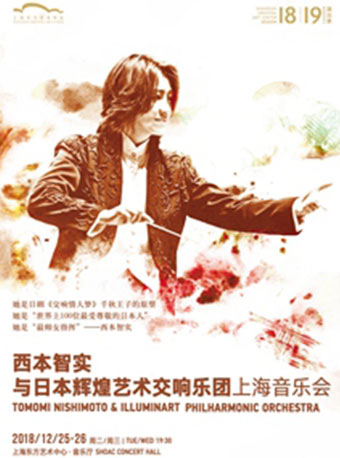 18|19
她是日剧《交响情人梦》千秋王子的原型
她是“世界上100位最受尊敬的日本人”
她是“最帅女指挥”——西本智实
西本智实
与日本辉煌艺术交响乐团上海音乐会
TOMOMI NISHIMOTO & ILLUMINART PHILHARMONIC ORCHESTRA
2018/12/25-26 周二/周三 | TUE/WED 19:30
上海东方艺术中心·音乐厅 SHOAC CONCERT HALL